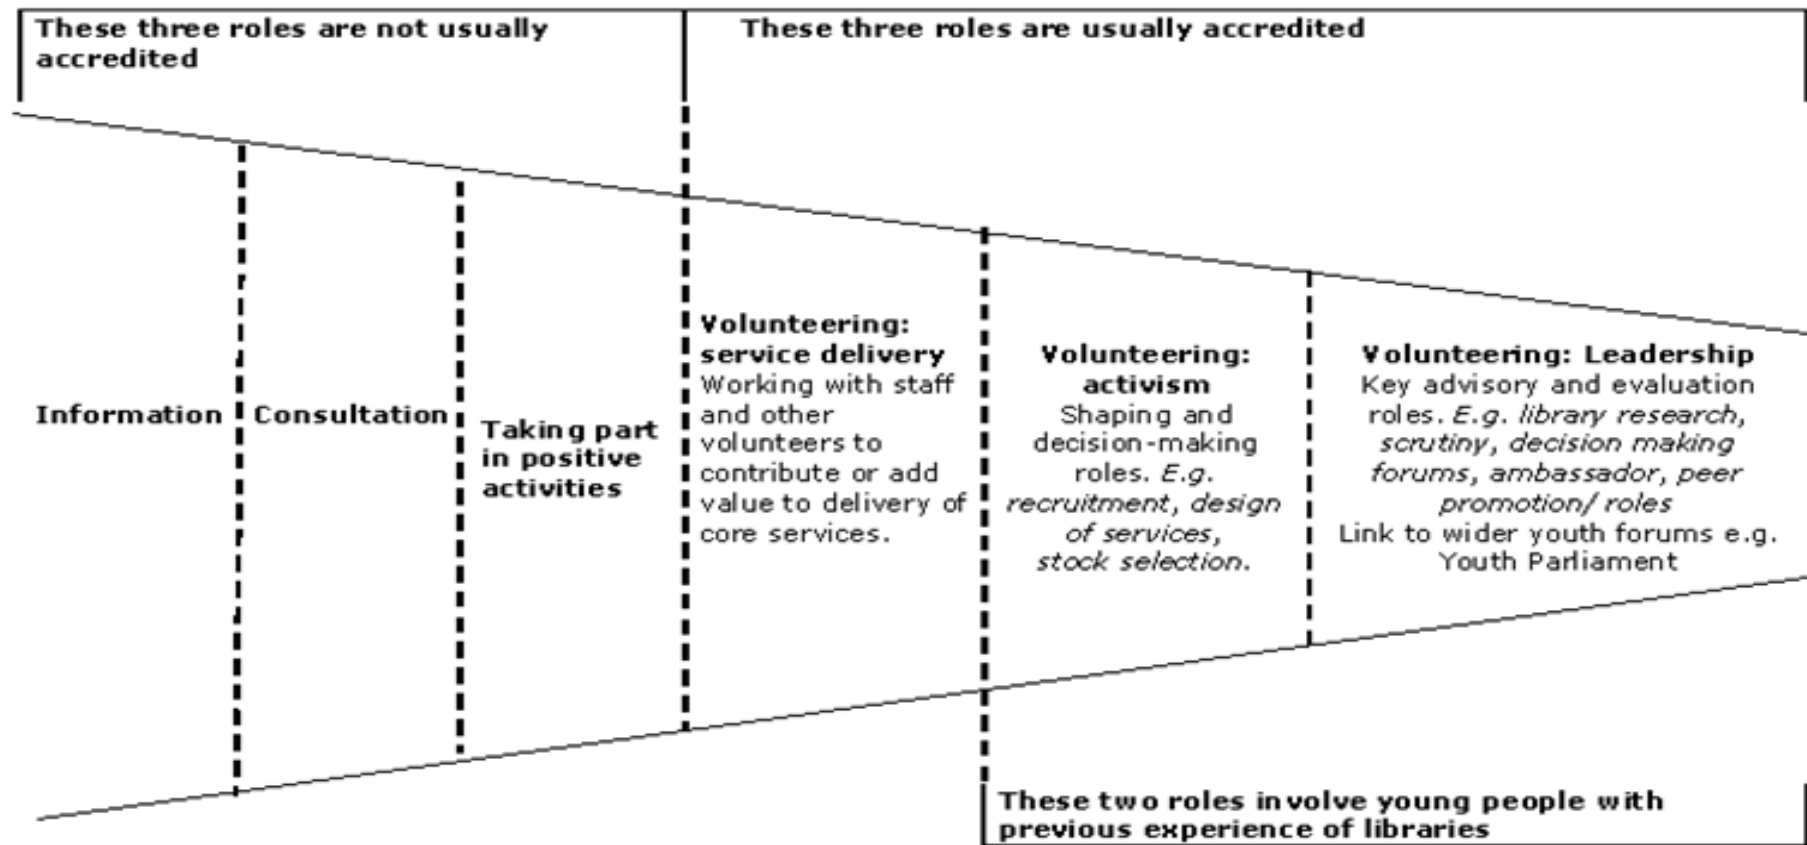 These three roles are not usually
accredited
These three roles are usually accredited
Information
Consultation
Taking part
in positive
activities
Volunteering:
service delivery
Working with staff
and other
volunteers to
contribute or add
value to delivery of
core services.
Volunteering:
activism
Shaping and
decision-making
roles. E.g.
recruitment, design
of services,
stock selection.
Volunteering: Leadership
Key advisory and evaluation
roles. E.g. library research,
scrutiny, decision making
forums, ambassador, peer
promotion/ roles
Link to wider youth forums e.g.
Youth Parliament
These two roles involve young people with
previous experience of libraries